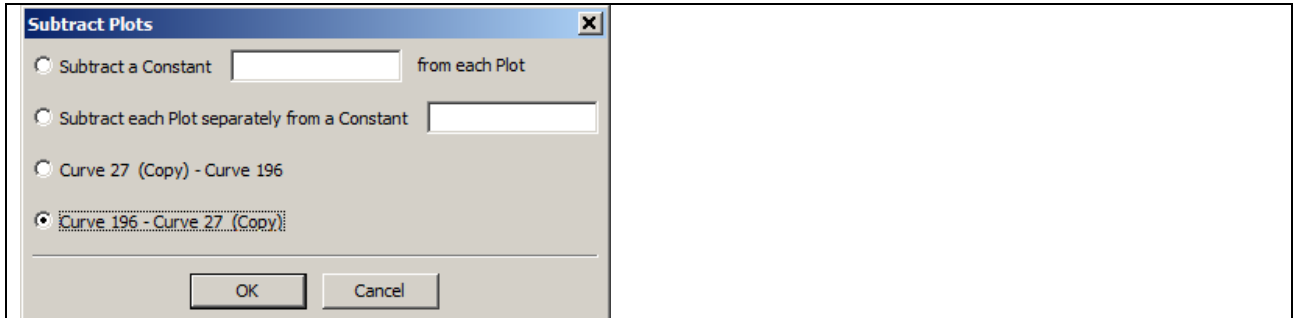 Subtract Plots
Subtract a Constant from each Plot
Subtract each Plot separately from a Constant
Curve 27 (Copy) - Curve 196
Curve 196 - Curve 27 (Copy)
OK Cancel